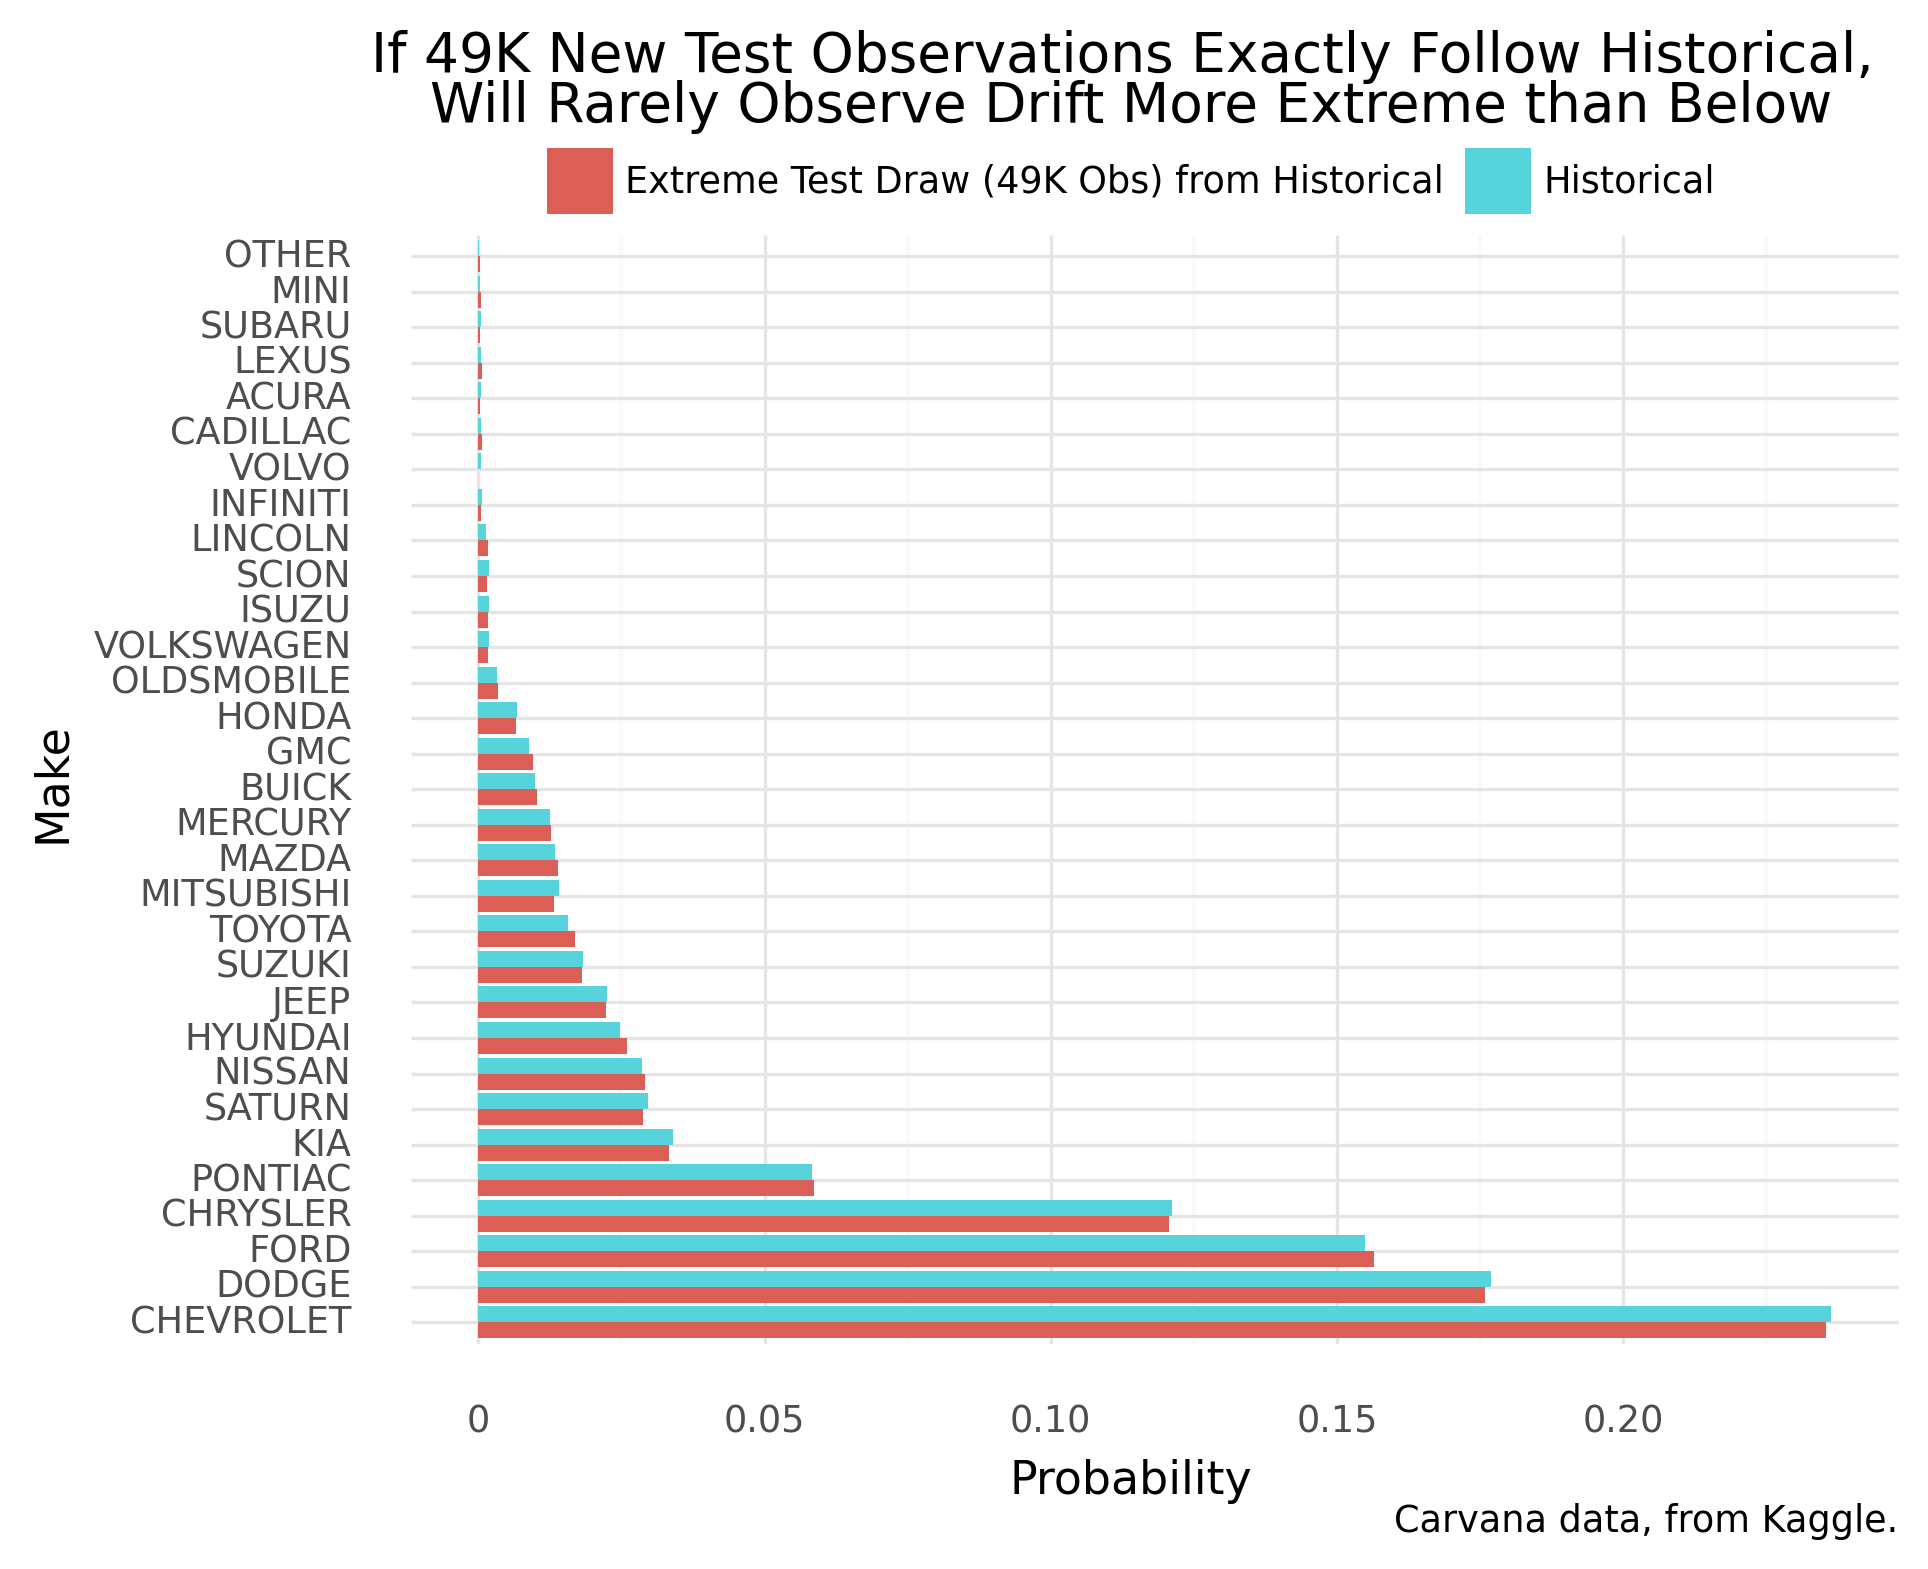 If 49K New Test Observations Exactly Follow Historical,
Will Rarely Observe Drift More Extreme than Below
Extreme Test Draw (49K Obs) from Historical
Historical
OTHER
MINI
SUBARU
LEXUS
ACURA
CADILLAC
VOLVO
INFINITI
LINCOLN
SCION
ISUZU
VOLKSWAGEN
OLDSMOBILE
HONDA
GMC
BUICK
MERCURY
MAZDA
MITSUBISHI
TOYOTA
SUZUKI
JEEP
HYUNDAI
NISSAN
SATURN
KIA
PONTIAC
CHRYSLER
FORD
DODGE
CHEVROLET
Make
0 0.05 0.10 0.15 0.20
Probability
Carvana data, from Kaggle.